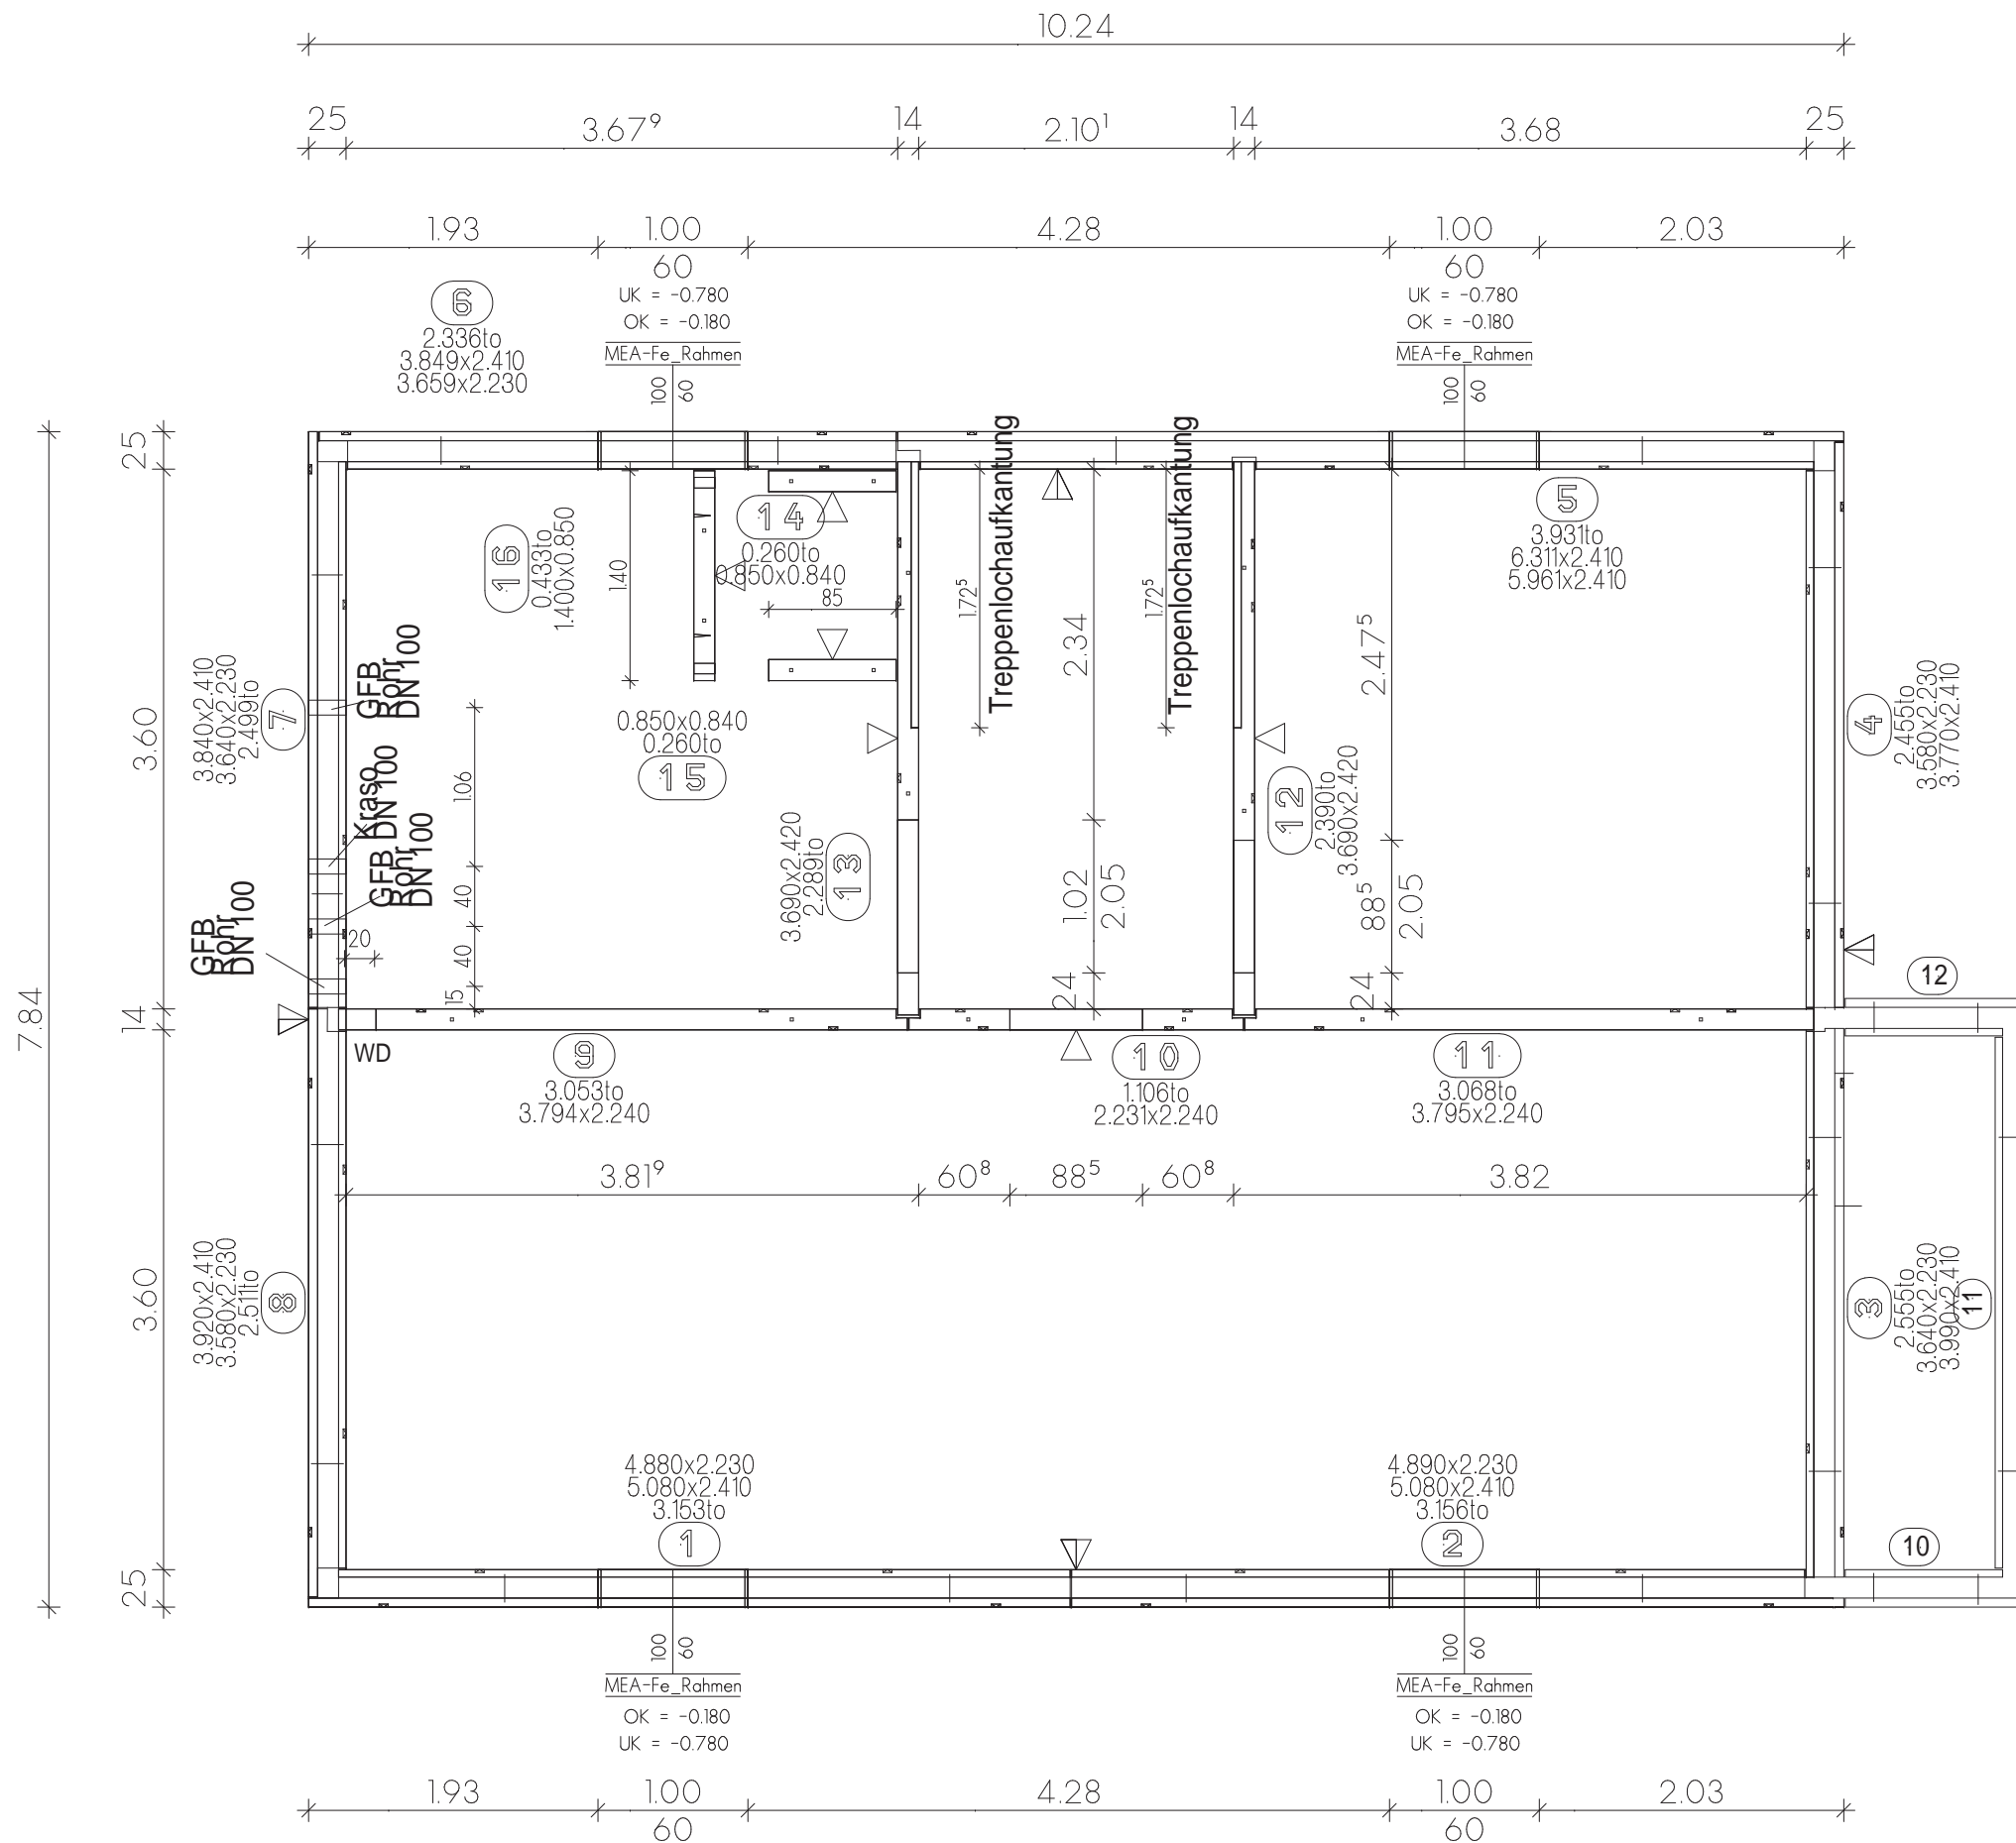 10.24
25 3.67⁹ 14 2.10¹ 14 3.68 25
1.93 1.00 4.28 1.00 2.03
60 60
6
2.336to
3.849x2.410
3.659x2.230
UK = -0.780
OK = -0.180
MEA-Fe_Rahmen
100
60
UK = -0.780
OK = -0.180
MEA-Fe_Rahmen
100
60
25
3.60
14
3.60
25
7.84
16
0.433to
1.400x0.850
1.40
14
0.260to
0.850x0.840
85
1.72⁵
Treppenlochaufkantung
1.72⁵
Treppenlochaufkantung
2.34
2.47⁵
5
3.931to
6.311x2.410
5.961x2.410
3.840x2.410
3.640x2.230
2.499to
7
GFB
Rohr
DN 100
Kraso
DN 100
GFB
Rohr
DN 100
GFB
Rohr
DN 100
1.06
40
40
15
20
0.850x0.840
0.260to
15
3.690x2.420
2.289to
13
1.02
2.05
24
12
2.390to
3.690x2.420
88⁵
2.05
24
4
2.455to
3.580x2.230
3.770x2.410
12
WD
9
3.053to
3.794x2.240
10
1.106to
2.231x2.240
11
3.068to
3.795x2.240
3.81⁹ 60⁸ 88⁵ 60⁸ 3.82
3.920x2.410
3.580x2.230
2.511to
8
3
2.555to
3.640x2.230
3.990x2.410
11
4.880x2.230
5.080x2.410
3.153to
1
4.890x2.230
5.080x2.410
3.156to
2
10
100
60
MEA-Fe_Rahmen
OK = -0.180
UK = -0.780
100
60
MEA-Fe_Rahmen
OK = -0.180
UK = -0.780
1.93 1.00 4.28 1.00 2.03
60 60